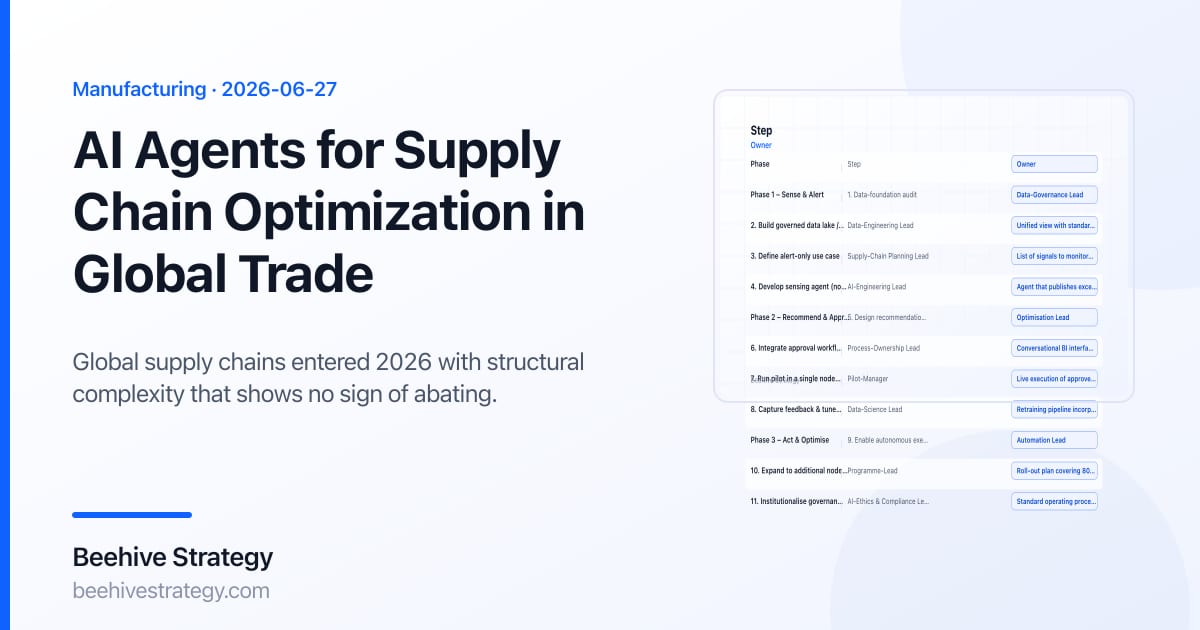 Manufacturing · 2026-06-27
AI Agents for Supply
Chain Optimization in
Global Trade
Global supply chains entered 2026 with structural
complexity that shows no sign of abating.
Beehive Strategy
beehivestrategy.com
Step
Owner
Phase Step Owner
Phase 1 – Sense & Alert 1. Data-foundation audit Data-Governance Lead
2. Build governed data lake /... Data-Engineering Lead Unified view with standar...
3. Define alert-only use case Supply-Chain Planning Lead List of signals to monitor...
4. Develop sensing agent (no... AI-Engineering Lead Agent that publishes exce...
Phase 2 – Recommend & Appr... 5. Design recommendatio... Optimisation Lead
6. Integrate approval workfl... Process-Ownership Lead Conversational BI interfa...
7. Run pilot in a single node... Pilot-Manager Live execution of approve...
8. Capture feedback & tune... Data-Science Lead Retraining pipeline incorp...
Phase 3 – Act & Optimise 9. Enable autonomous exe... Automation Lead
10. Expand to additional node... Programme-Lead Roll-out plan covering 80...
11. Institutionalise governan... AI-Ethics & Compliance Le... Standard operating proce...